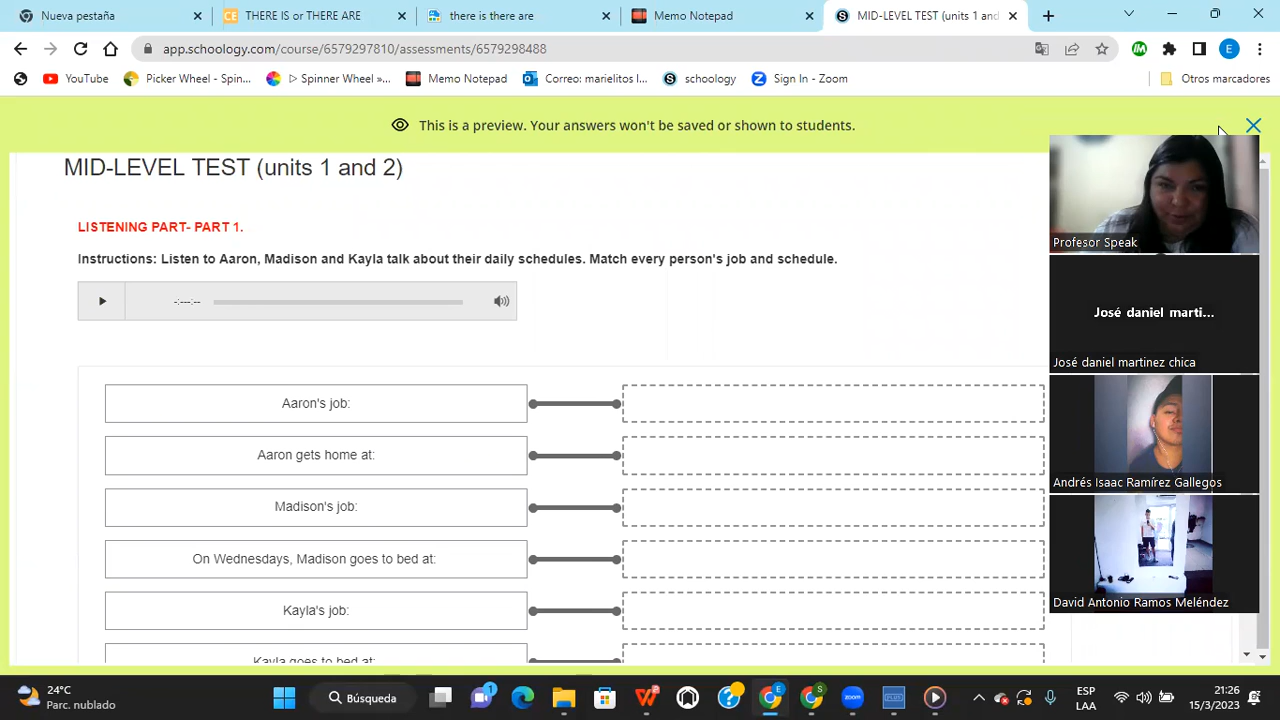 Nueva pestaña
THERE IS or THERE ARE
there is there are
Memo Notepad
MID-LEVEL TEST (units 1 and
app.schoology.com/course/6579297810/assessments/6579298488
E
YouTube
Picker Wheel - Spin...
▷ Spinner Wheel »...
Memo Notepad
Correo: marielitos l...
schoology
Sign In - Zoom
Otros marcadores
This is a preview. Your answers won't be saved or shown to students.
MID-LEVEL TEST (units 1 and 2)
LISTENING PART- PART 1.
Instructions: Listen to Aaron, Madison and Kayla talk about their daily schedules. Match every person's job and schedule.
-:---:--
Aaron's job:
Aaron gets home at:
Madison's job:
On Wednesdays, Madison goes to bed at:
Kayla's job:
Kayla goes to bed at:
Profesor Speak
José daniel marti...
José daniel martinez chica
Andrés Isaac Ramírez Gallegos
David Antonio Ramos Meléndez
24°C
Parc. nublado
Búsqueda
ESP
LAA
21:26
15/3/2023